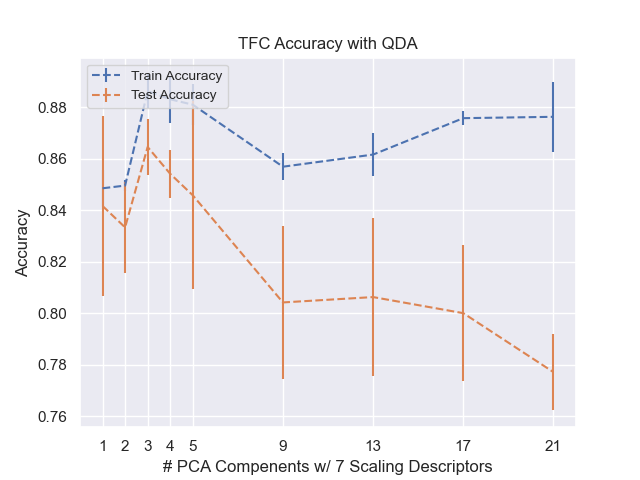 TFC Accuracy with QDA
Train Accuracy
Test Accuracy
0.88
0.86
0.84
0.82
0.80
0.78
0.76
Accuracy
1 2 3 4 5 9 13 17 21
# PCA Compenents w/ 7 Scaling Descriptors